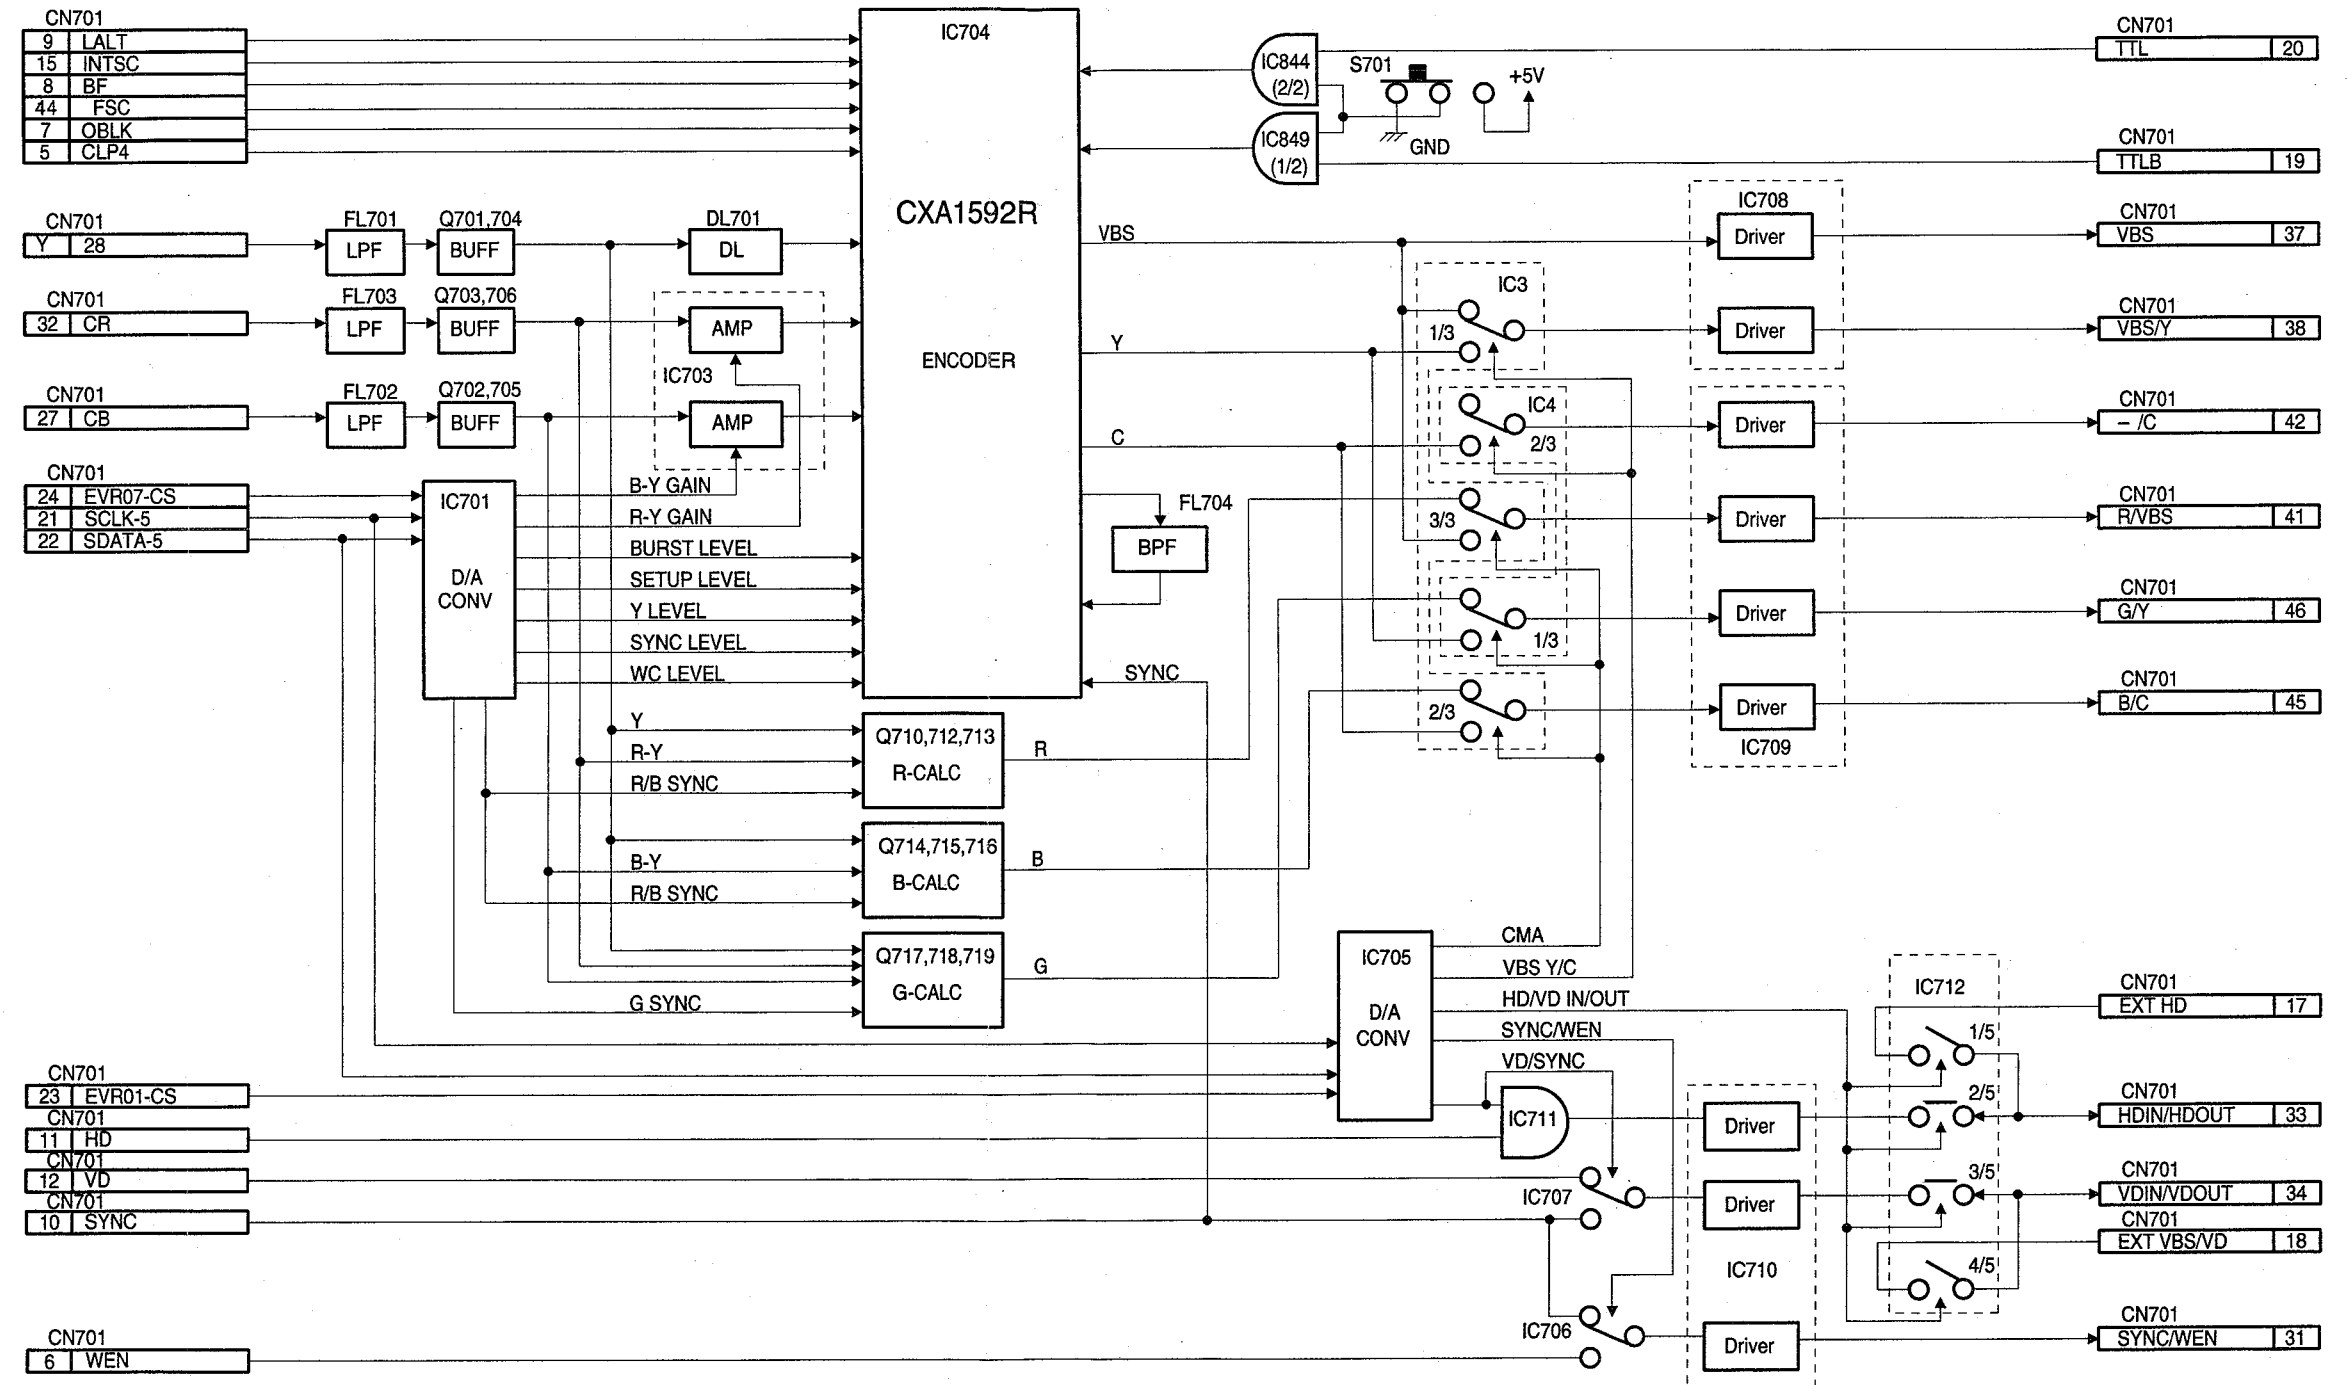 CN701
9 LALT
15 INTSC
8 BF
44 FSC
7 OBLK
5 CLP4
CN701
Y 28
CN701
32 CR
CN701
27 CB
CN701
24 EVR07-CS
21 SCLK-5
22 SDATA-5
CN701
23 EVR01-CS
CN701
11 HD
CN701
12 VD
CN701
10 SYNC
CN701
6 WEN
FL701
LPF
Q701,704
BUFF
DL701
DL
FL703
LPF
Q703,706
BUFF
AMP
IC703
FL702
LPF
Q702,705
BUFF
AMP
IC701
D/A
CONV
B-Y GAIN
R-Y GAIN
BURST LEVEL
SETUP LEVEL
Y LEVEL
SYNC LEVEL
WC LEVEL
Y
R-Y
R/B SYNC
B-Y
R/B SYNC
G SYNC
IC704
CXA1592R
ENCODER
Q710,712,713
R-CALC
Q714,715,716
B-CALC
Q717,718,719
G-CALC
R
B
G
VBS
Y
C
FL704
BPF
SYNC
IC844
(2/2)
IC849
(1/2)
S701
+5V
GND
IC3
1/3
IC4
2/3
3/3
1/3
2/3
IC705
D/A
CONV
CMA
VBS Y/C
HD/VD IN/OUT
SYNC/WEN
VD/SYNC
IC711
IC707
IC706
IC708
Driver
Driver
Driver
Driver
Driver
Driver
IC709
Driver
Driver
IC710
Driver
IC712
1/5
2/5
3/5
4/5
CN701
TTL 20
CN701
TTLB 19
CN701
VBS 37
CN701
VBS/Y 38
CN701
– /C 42
CN701
R/VBS 41
CN701
G/Y 46
CN701
B/C 45
CN701
EXT HD 17
CN701
HDIN/HDOUT 33
CN701
VDIN/VDOUT 34
CN701
EXT VBS/VD 18
CN701
SYNC/WEN 31